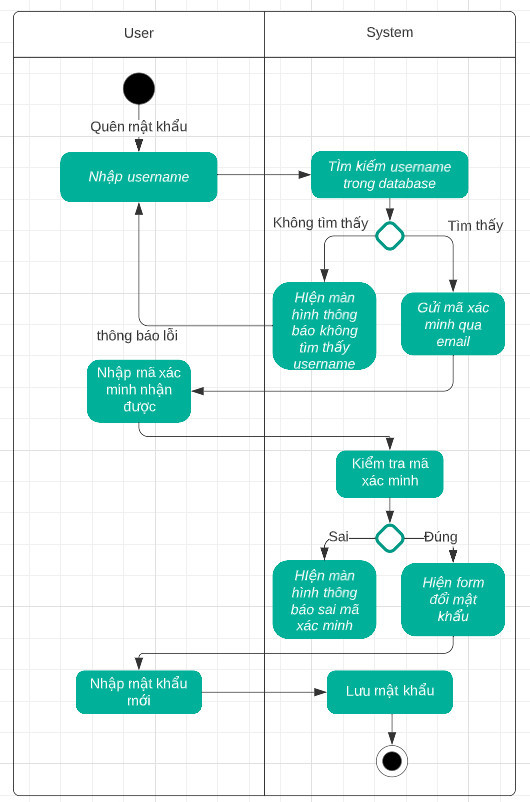 User
System
Quên mật khẩu
Nhập username
TÌm kiếm username
trong database
Không tìm thấy
Tìm thấy
HIện màn
hình thông
báo không
tìm thấy
username
Gửi mã xác
minh qua
email
thông báo lỗi
Nhập mã xác
minh nhận
được
Kiểm tra mã
xác minh
Sai
Đúng
HIện màn
hình thông
báo sai mã
xác minh
Hiện form
đổi mật
khẩu
Nhập mật khẩu
mới
Lưu mật khẩu